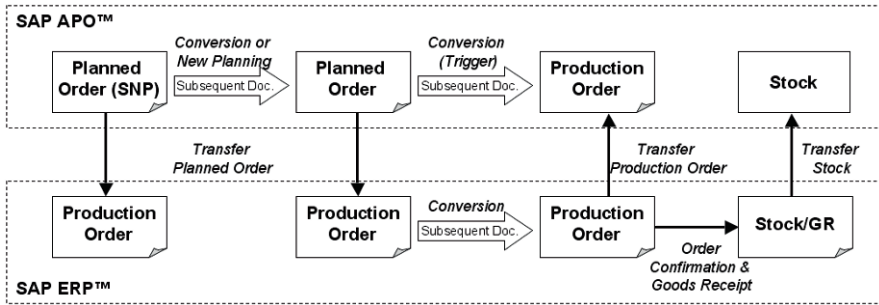 SAP APO™
Planned
Order (SNP)
Conversion or
New Planning
Subsequent Doc.
Planned
Order
Conversion
(Trigger)
Subsequent Doc.
Production
Order
Stock
Transfer
Planned Order
Transfer
Production Order
Transfer
Stock
Production
Order
Production
Order
Conversion
Subsequent Doc.
Production
Order
Stock/GR
Order
Confirmation &
Goods Receipt
SAP ERP™